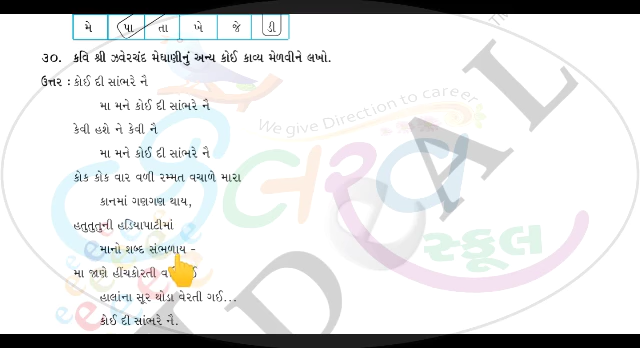 મે પા તા ખે જે ડી
૩૦. કવિ શ્રી ઝવેરચંદ મેઘાણીનું અન્ય કોઈ કાવ્ય મેળવીને લખો.
ઉત્તર : કોઈ દી સાંભરે નૈ
મા મને કોઈ દી સાંભરે નૈ
કેવી હશે ને કેવી નૈ
મા મને કોઈ દી સાંભરે નૈ
કોક કોક વાર વળી રમ્મત વચાળે મારા
કાનમાં ગણગણ થાય,
હતુતુતુની હડિયાપાટીમાં
માનો શબ્દ સંભળાય -
મા જાણે હીંચકોરતી
હાલાંના સૂર થોડા વેરતી ગઈ...
કોઈ દી સાંભરે નૈ.
We give Direction to career
કલરવ
સ્કૂલ